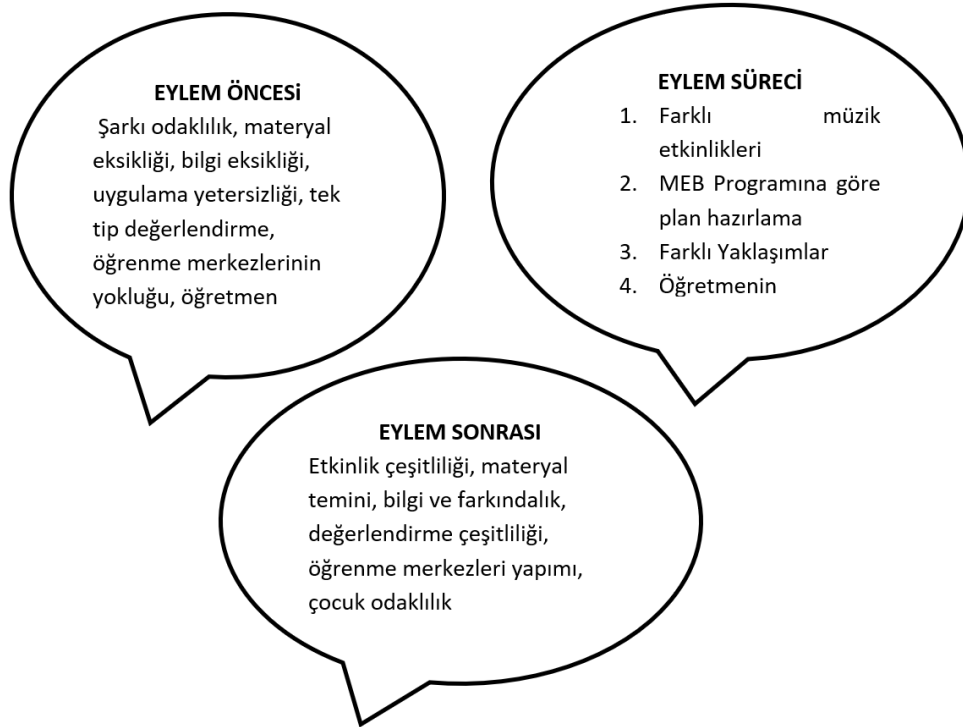 EYLEM ÖNCESİ
Şarkı odaklılık, materyal
eksikliği, bilgi eksikliği,
uygulama yetersizliği, tek
tip değerlendirme,
öğrenme merkezlerinin
yokluğu, öğretmen
EYLEM SÜRECİ
1. Farklı müzik
etkinlikleri
2. MEB Programına göre
plan hazırlama
3. Farklı Yaklaşımlar
4. Öğretmenin
EYLEM SONRASI
Etkinlik çeşitliliği, materyal
temini, bilgi ve farkındalık,
değerlendirme çeşitliliği,
öğrenme merkezleri yapımı,
çocuk odaklılık